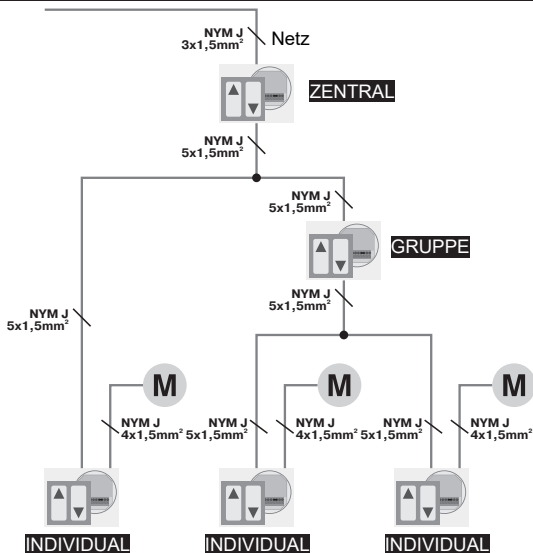 NYM J
3x1,5mm²
Netz
ZENTRAL
NYM J
5x1,5mm²
NYM J
5x1,5mm²
GRUPPE
NYM J
5x1,5mm²
NYM J
5x1,5mm²
M
M
M
NYM J
4x1,5mm²
NYM J
5x1,5mm²
NYM J
4x1,5mm²
NYM J
5x1,5mm²
NYM J
4x1,5mm²
INDIVIDUAL
INDIVIDUAL
INDIVIDUAL